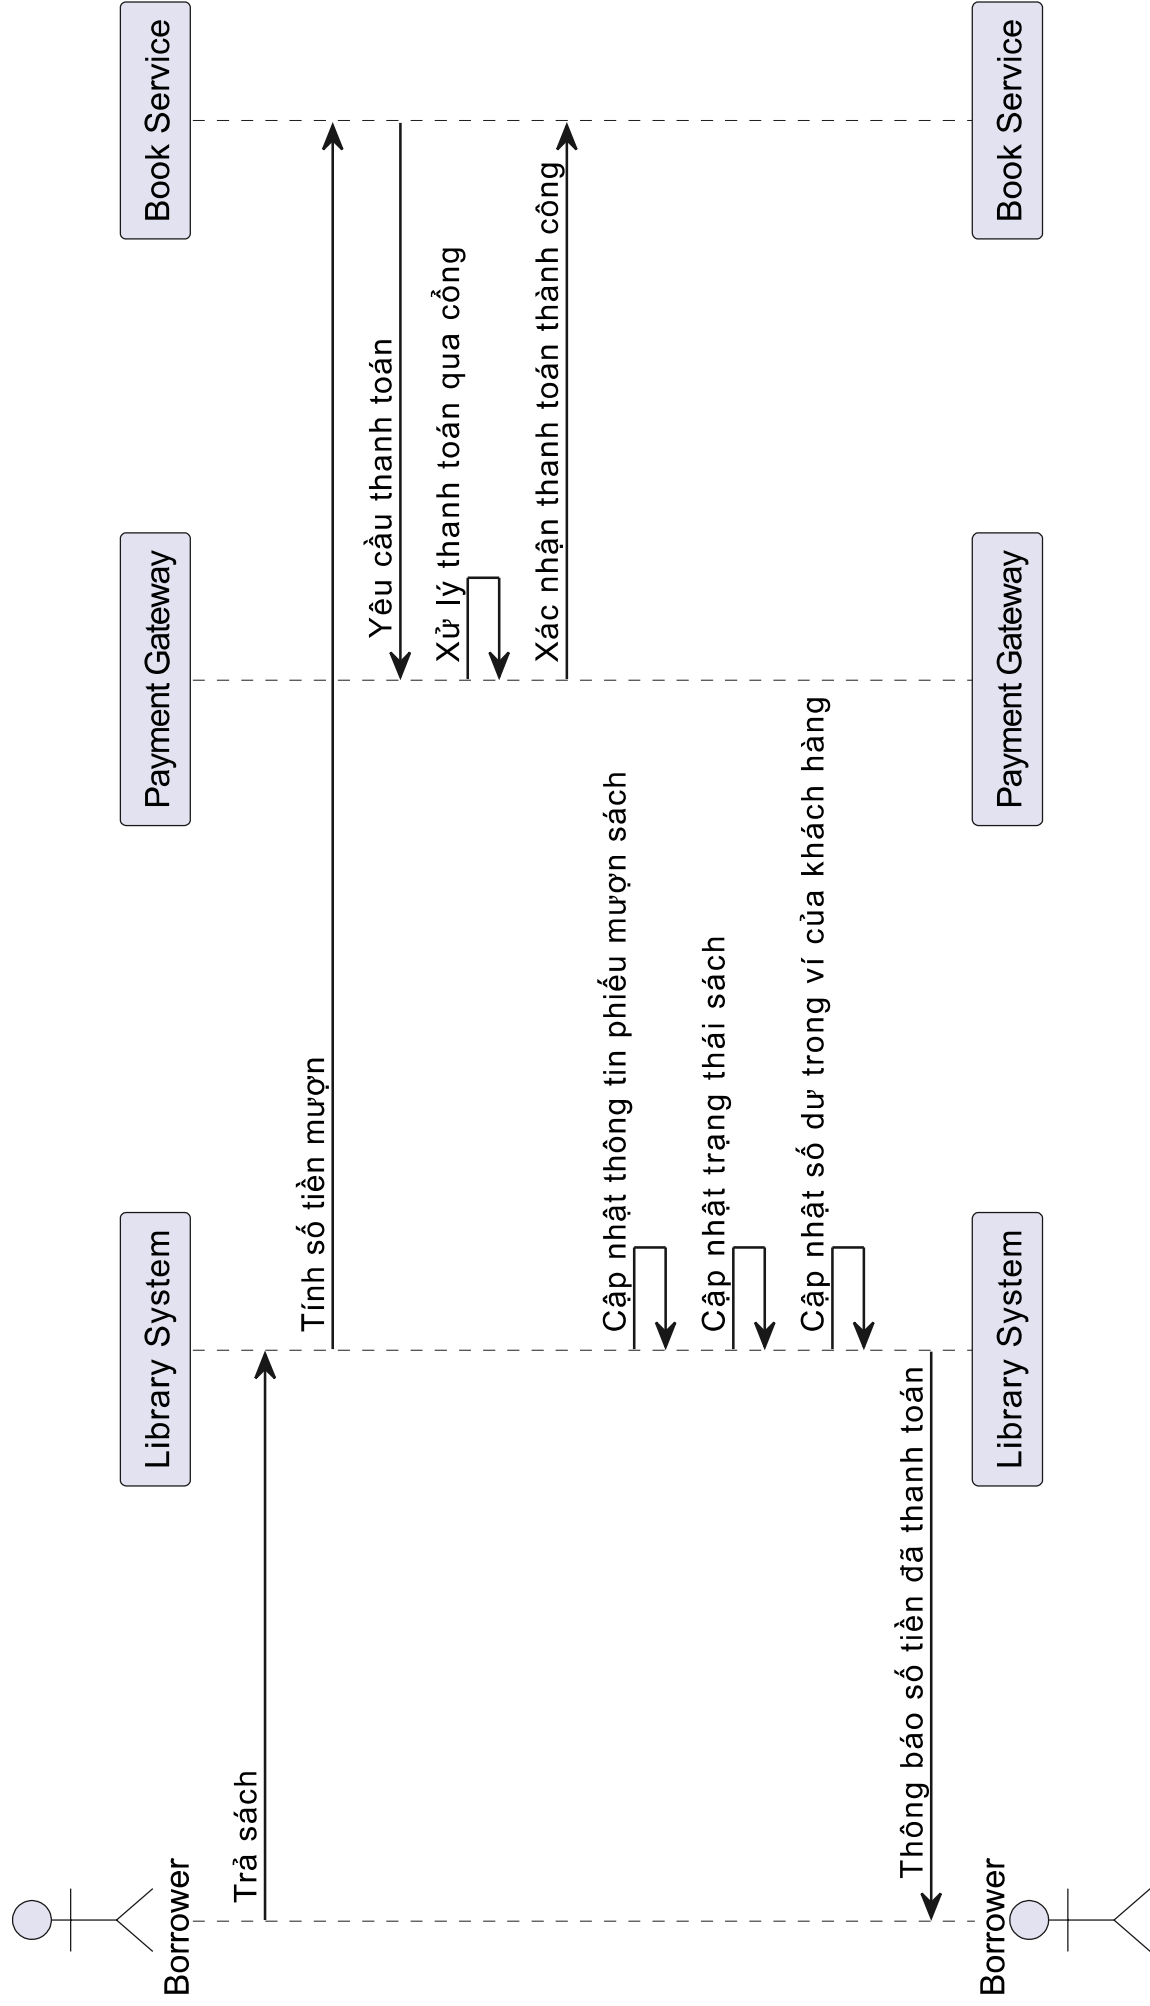 Borrower
Library System
Payment Gateway
Book Service
Trả sách
Tính số tiền mượn
Yêu cầu thanh toán
Xử lý thanh toán qua cổng
Xác nhận thanh toán thành công
Cập nhật thông tin phiếu mượn sách
Cập nhật trạng thái sách
Cập nhật số dư trong ví của khách hàng
Thông báo số tiền đã thanh toán
Borrower
Library System
Payment Gateway
Book Service